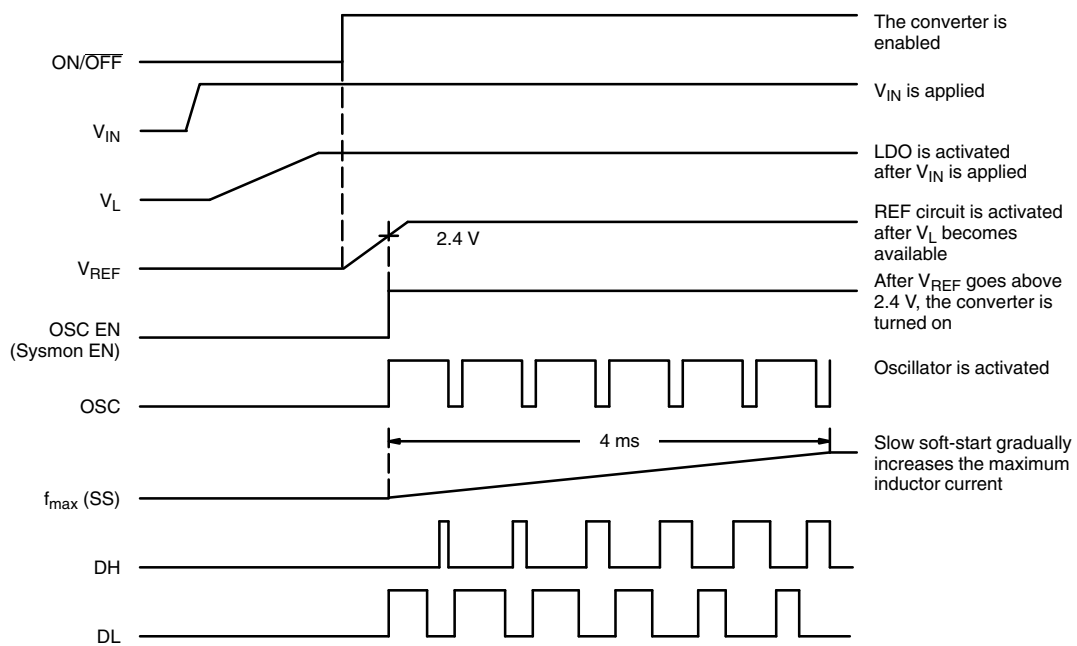 ON/OFF
The converter is
enabled
V_IN
V_IN is applied
V_L
LDO is activated
after V_IN is applied
V_REF
2.4 V
REF circuit is activated
after V_L becomes
available
OSC EN
(Sysmon EN)
After V_REF goes above
2.4 V, the converter is
turned on
OSC
Oscillator is activated
f_max (SS)
4 ms
Slow soft-start gradually
increases the maximum
inductor current
DH
DL